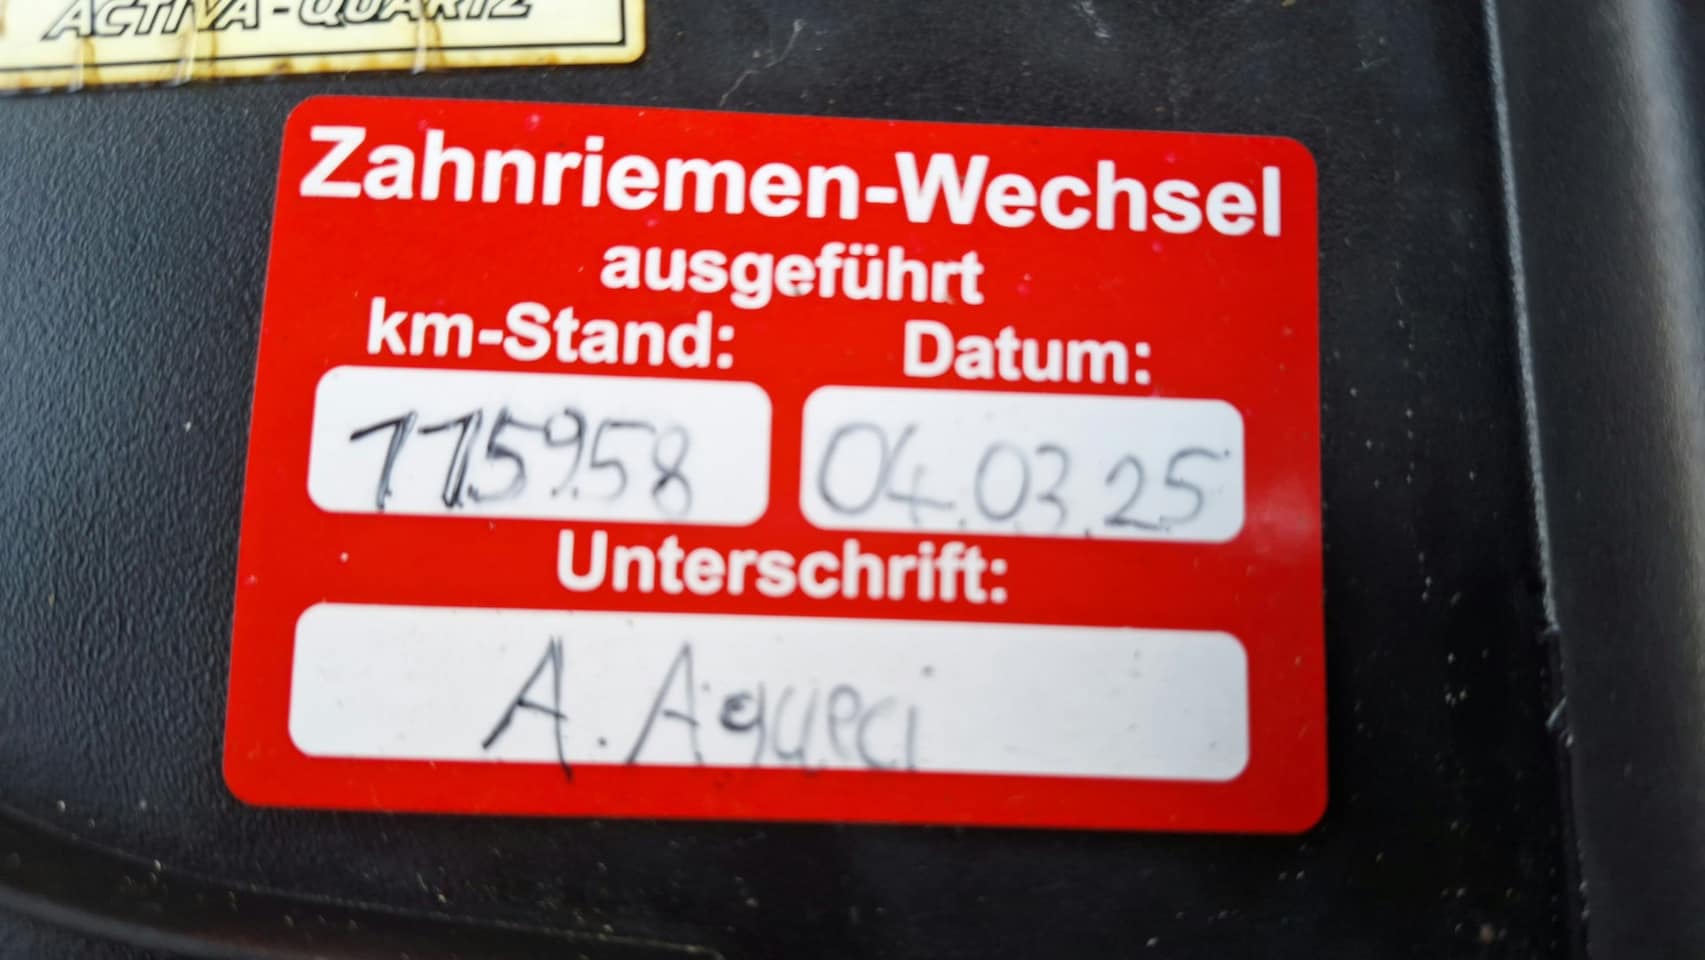 ACTIVA-QUARTZ
Zahnriemen-Wechsel
ausgeführt
km-Stand: Datum:
115958 04.03.25
Unterschrift:
A. Aqueci